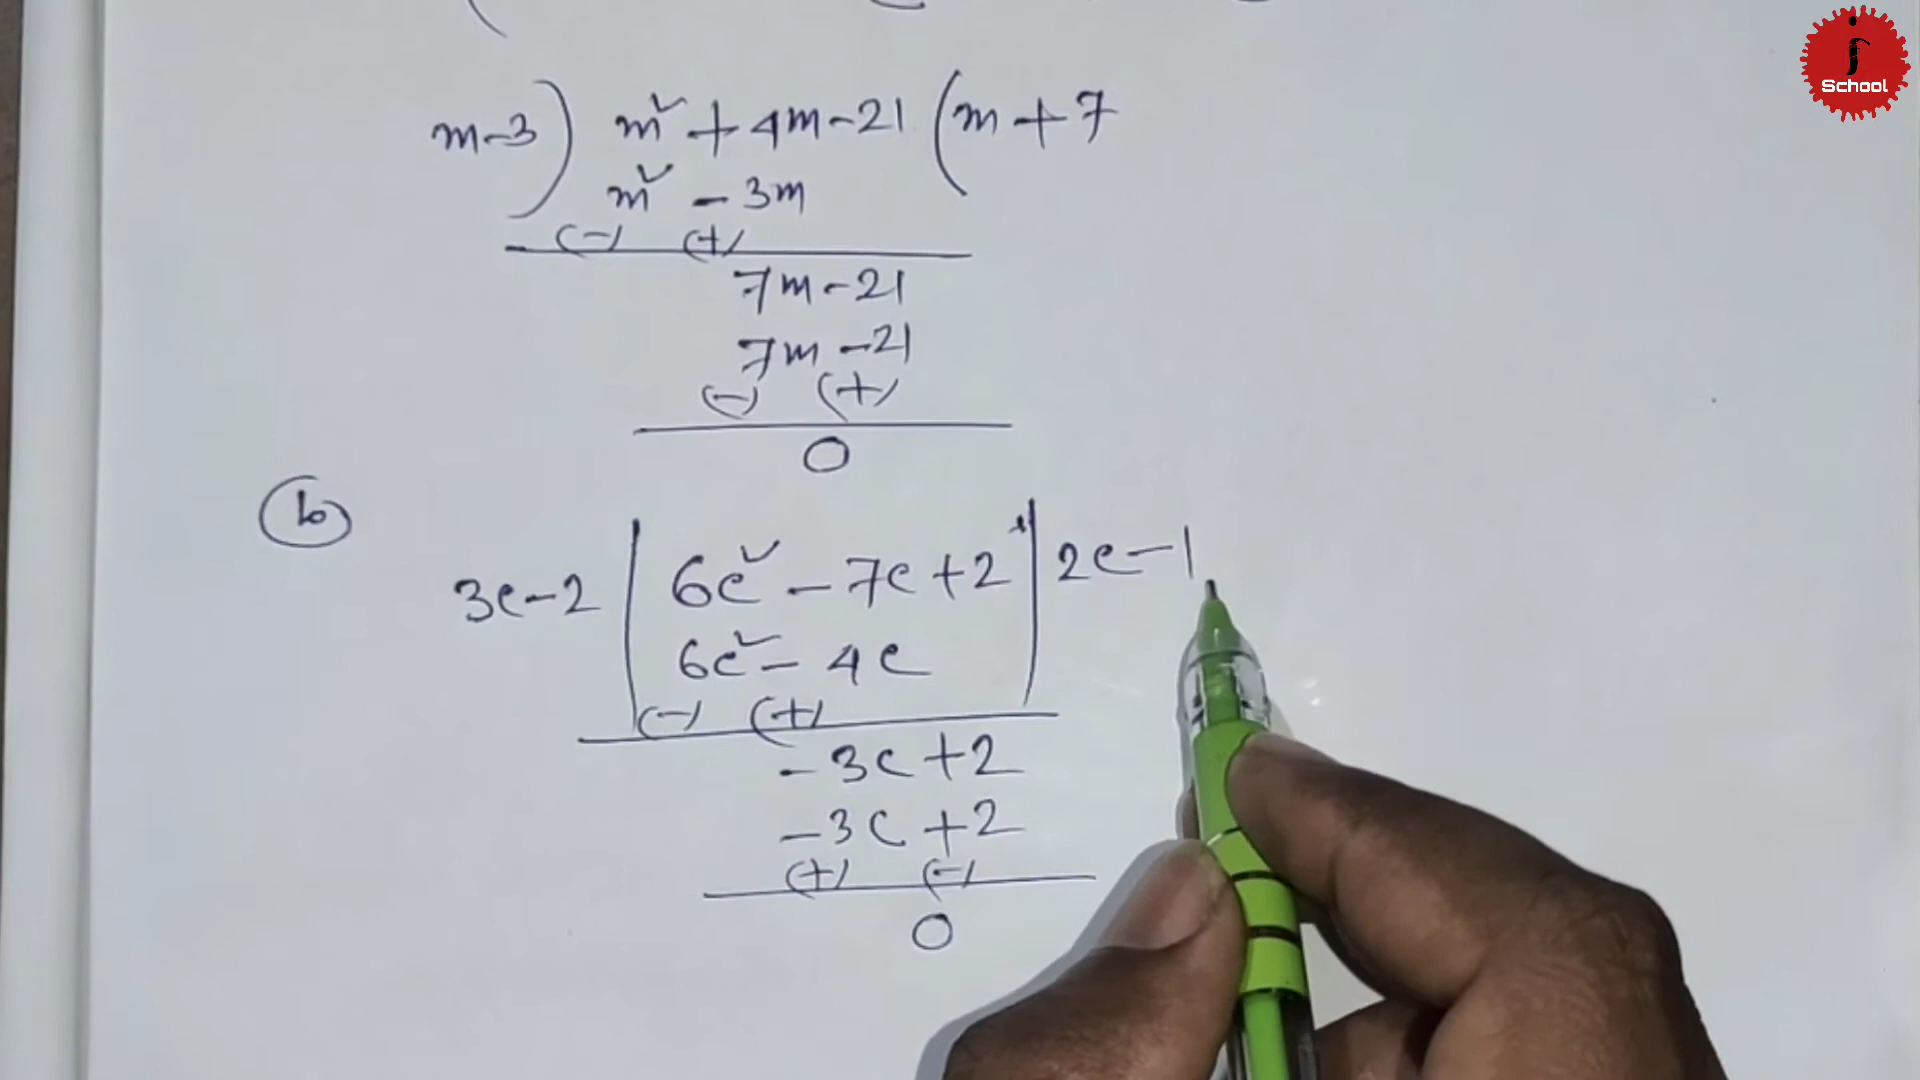 j
School
m-3) m² + 4m-21 (m+7
m² - 3m
(-) (+)
7m-21
7m -21
(-) (+)
0
(b)
3c-2 | 6c² - 7c +2 | 2c-1
6c² - 4c
(-) (+)
-3c +2
-3c +2
(+) (-)
0